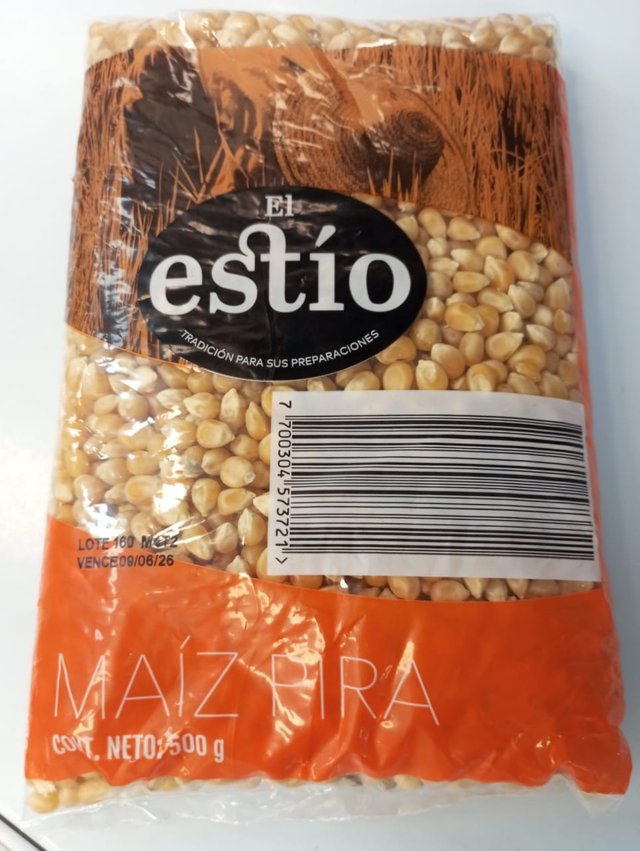 El
estío
TRADICIÓN PARA SUS PREPARACIONES
7 700304 573721 >
LOTE 160 M
VENCE 09/06/26
MAÍZ PIRA
CONT. NETO: 500 g